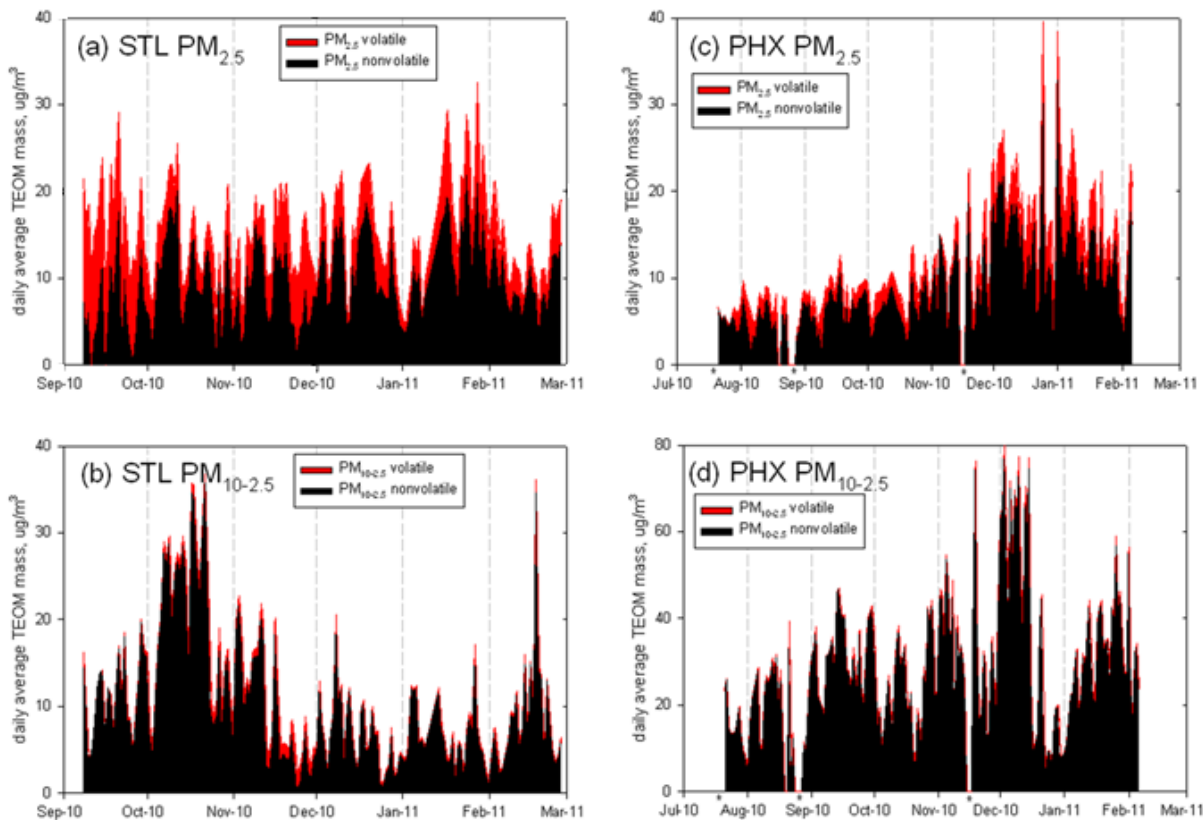 (a) STL PM2.5
PM2.5 volatile
PM2.5 nonvolatile
daily average TEOM mass, ug/m³
40
30
20
10
0
Sep-10 Oct-10 Nov-10 Dec-10 Jan-11 Feb-11 Mar-11
(c) PHX PM2.5
PM2.5 volatile
PM2.5 nonvolatile
daily average TEOM mass, ug/m³
40
30
20
10
0
Jul-10 Aug-10 Sep-10 Oct-10 Nov-10 Dec-10 Jan-11 Feb-11 Mar-11
* * *
(b) STL PM10-2.5
PM10-2.5 volatile
PM10-2.5 nonvolatile
daily average TEOM mass, ug/m³
40
30
20
10
0
Sep-10 Oct-10 Nov-10 Dec-10 Jan-11 Feb-11 Mar-11
(d) PHX PM10-2.5
PM10-2.5 volatile
PM10-2.5 nonvolatile
daily average TEOM mass, ug/m³
80
60
40
20
0
Jul-10 Aug-10 Sep-10 Oct-10 Nov-10 Dec-10 Jan-11 Feb-11 Mar-11
* * *